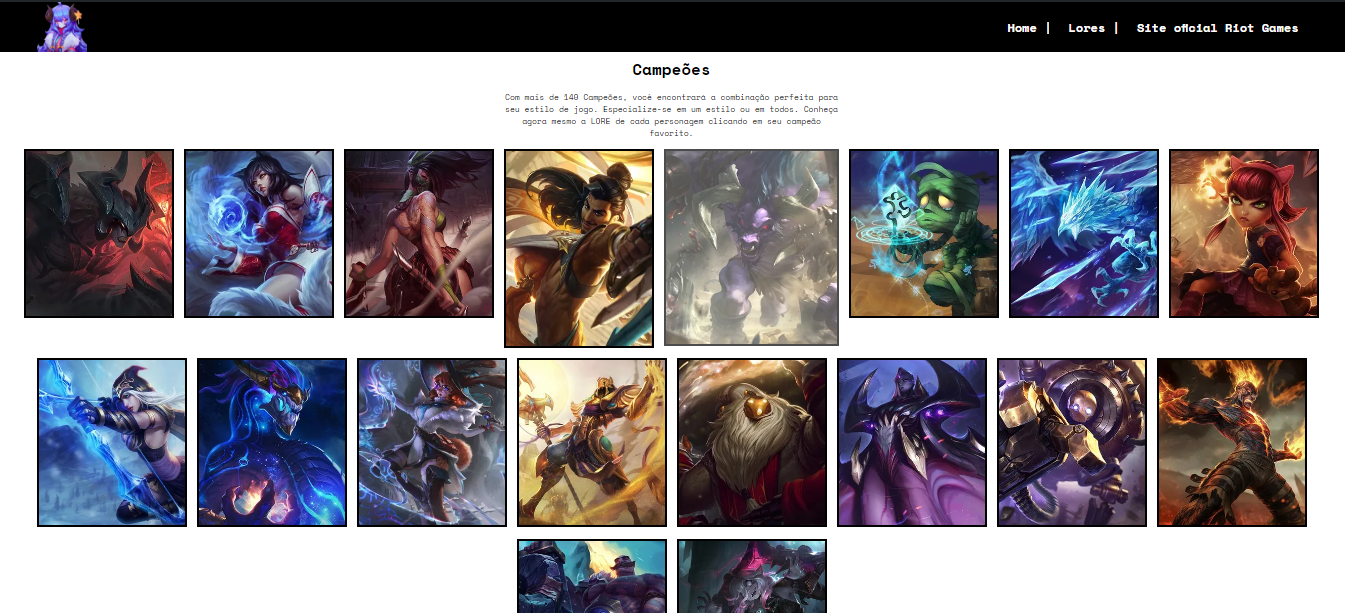 Home | Lores | Site oficial Riot Games
Campeões
Com mais de 140 Campeões, você encontrará a combinação perfeita para
seu estilo de jogo. Especialize-se em um estilo ou em todos. Conheça
agora mesmo a LORE de cada personagem clicando em seu campeão
favorito.